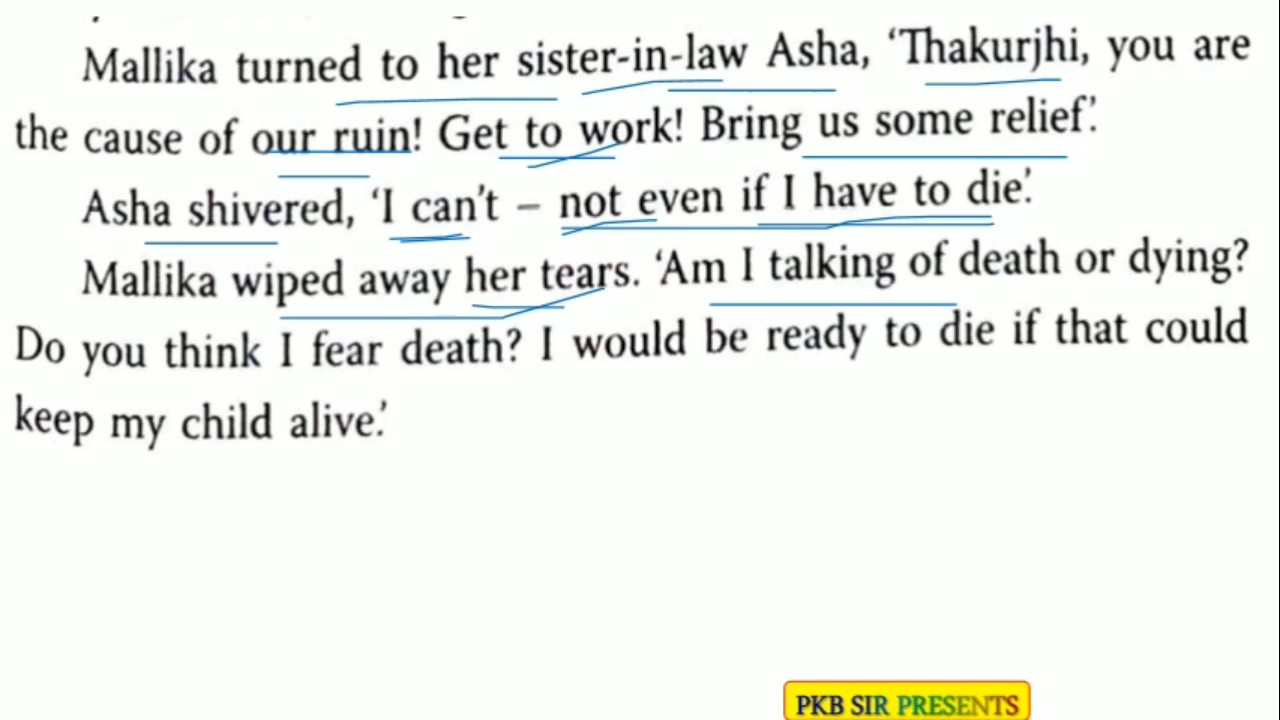 Mallika turned to her sister-in-law Asha, ‘Thakurjhi, you are
the cause of our ruin! Get to work! Bring us some relief.’
Asha shivered, ‘I can’t – not even if I have to die.’
Mallika wiped away her tears. ‘Am I talking of death or dying?
Do you think I fear death? I would be ready to die if that could
keep my child alive.’
PKB SIR PRESENTS